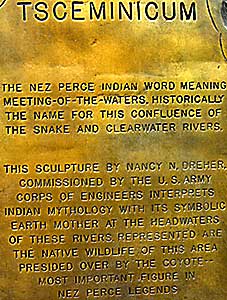 TSCEMINICUM
THE NEZ PERCE INDIAN WORD MEANING
MEETING-OF-THE-WATERS. HISTORICALLY
THE NAME FOR THIS CONFLUENCE OF
THE SNAKE AND CLEARWATER RIVERS.
THIS SCULPTURE BY NANCY N. DREHER,
COMMISSIONED BY THE U.S. ARMY
CORPS OF ENGINEERS INTERPRETS
INDIAN MYTHOLOGY WITH ITS SYMBOLIC
EARTH MOTHER AT THE HEADWATERS
OF THESE RIVERS. REPRESENTED ARE
THE NATIVE WILDLIFE OF THIS AREA
PRESIDED OVER BY THE COYOTE--
MOST IMPORTANT FIGURE IN
NEZ PERCE LEGENDS